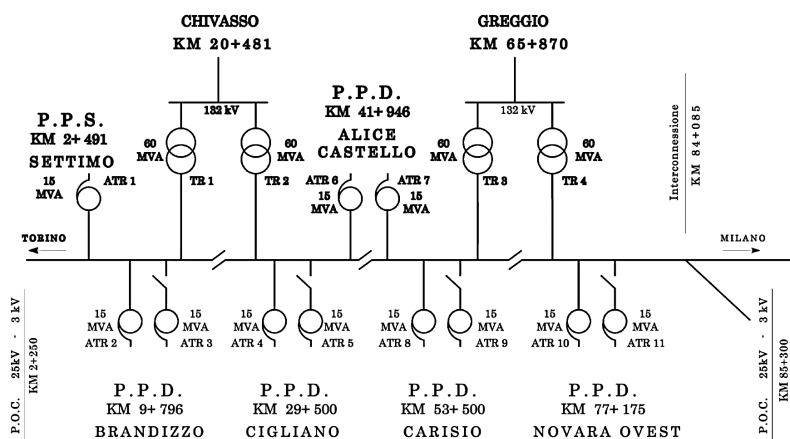 CHIVASSO
KM 20+481
GREGGIO
KM 65+870
132 kV
132 kV
P.P.S.
KM 2+491
SETTIMO
P.P.D.
KM 41+946
ALICE
CASTELLO
60
MVA
60
MVA
60
MVA
60
MVA
TR 1
TR 2
TR 3
TR 4
15
MVA
ATR 1
ATR 6
15
MVA
ATR 7
15
MVA
Interconnessione
KM 84+085
TORINO
MILANO
P.O.C. 25kV - 3 kV
KM 2+250
15
MVA
ATR 2
15
MVA
ATR 3
15
MVA
ATR 4
15
MVA
ATR 5
15
MVA
ATR 8
15
MVA
ATR 9
15
MVA
ATR 10
15
MVA
ATR 11
P.O.C. 25kV - 3 kV
KM 85+300
P.P.D.
KM 9+796
BRANDIZZO
P.P.D.
KM 29+500
CIGLIANO
P.P.D.
KM 53+500
CARISIO
P.P.D.
KM 77+175
NOVARA OVEST